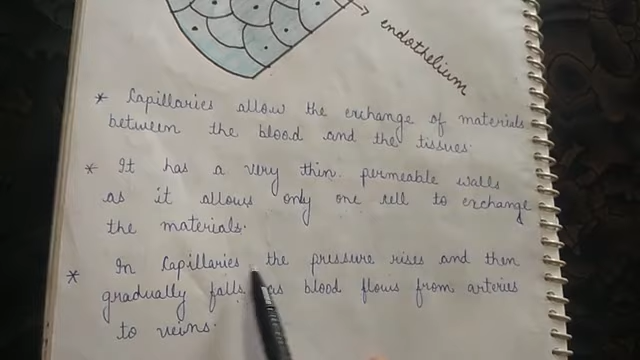 endothelium
* Capillaries allow the exchange of materials
between the blood and the tissues.
* It has a very thin permeable walls
as it allows only one cell to exchange
the materials.
* In Capillaries the pressure rises and then
gradually falls as blood flows from arteries
to veins.